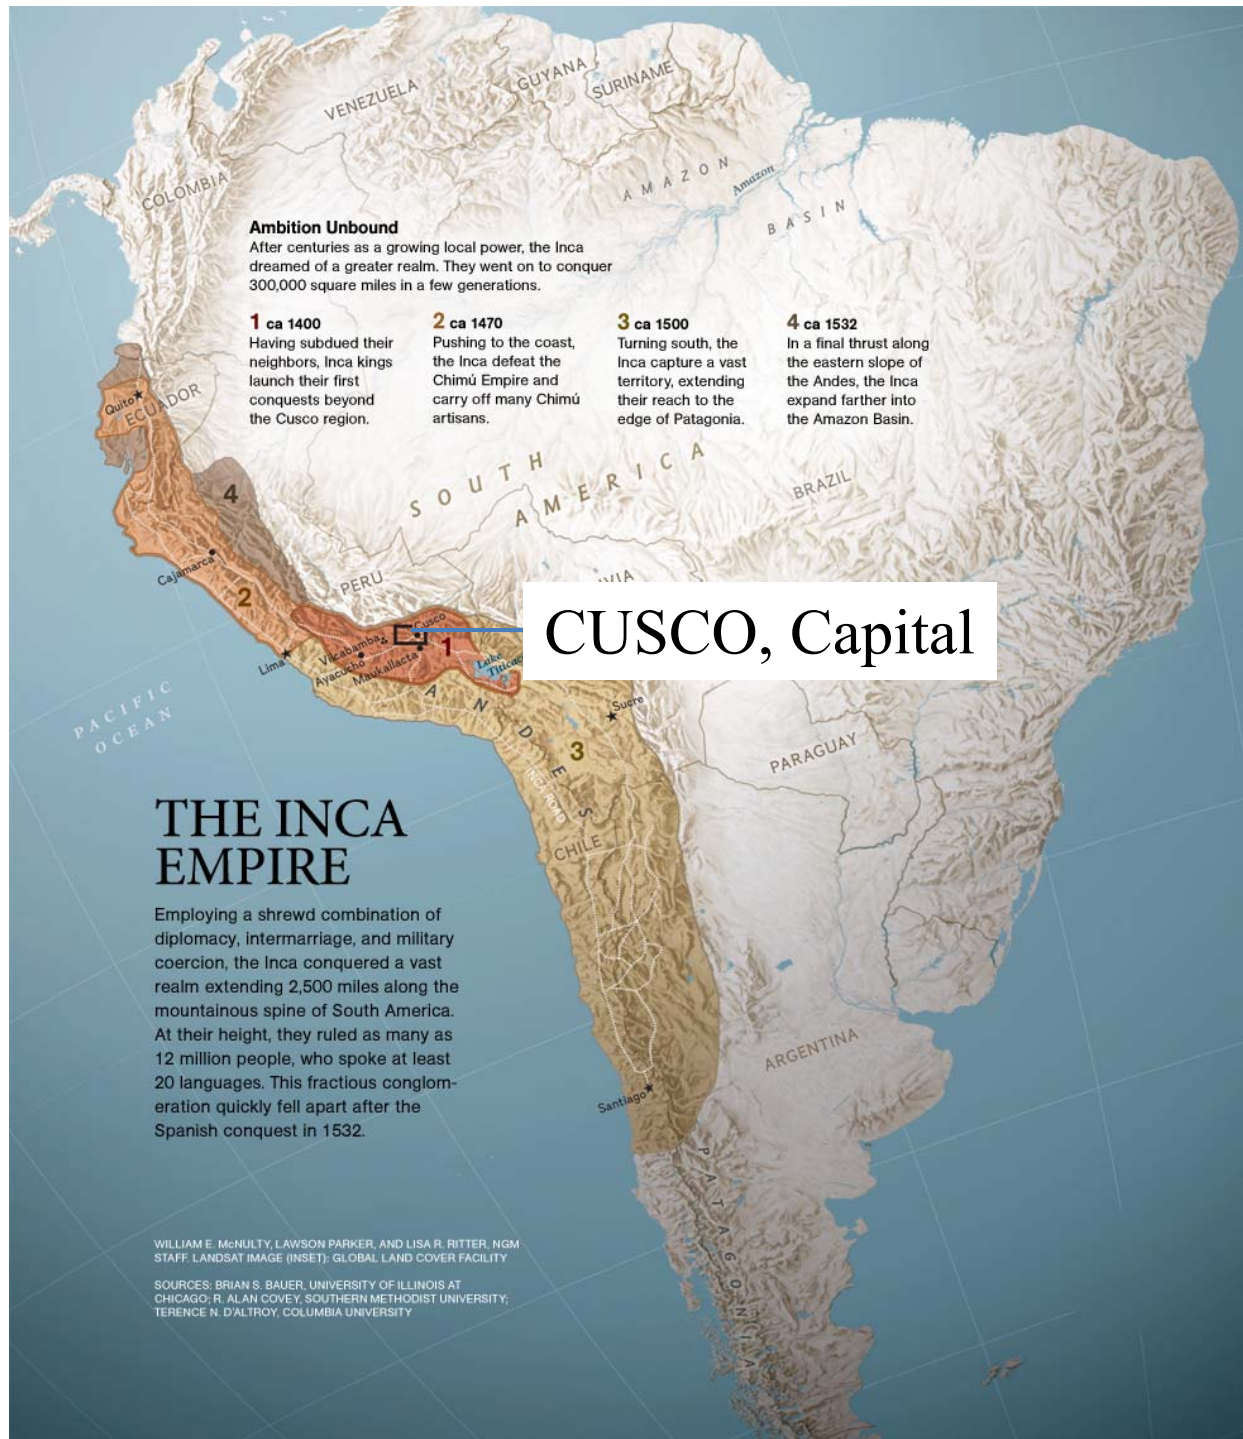 VENEZUELA
GUYANA
SURINAME
COLOMBIA
AMAZON
Amazon
BASIN
Ambition Unbound
After centuries as a growing local power, the Inca
dreamed of a greater realm. They went on to conquer
300,000 square miles in a few generations.
1 ca 1400
Having subdued their
neighbors, Inca kings
launch their first
conquests beyond
the Cusco region.
2 ca 1470
Pushing to the coast,
the Inca defeat the
Chimú Empire and
carry off many Chimú
artisans.
3 ca 1500
Turning south, the
Inca capture a vast
territory, extending
their reach to the
edge of Patagonia.
4 ca 1532
In a final thrust along
the eastern slope of
the Andes, the Inca
expand farther into
the Amazon Basin.
Quito
ECUADOR
SOUTH
AMERICA
BRAZIL
4
Cajamarca
2
PERU
VIA
CUSCO, Capital
Cusco
1
Vilcabamba
Lima
Ayacucho
Maukallacta
Lake
Titicac
ANDES
PACIFIC
OCEAN
Sucre
3
PARAGUAY
INCA ROAD
CHILE
THE INCA
EMPIRE
Employing a shrewd combination of
diplomacy, intermarriage, and military
coercion, the Inca conquered a vast
realm extending 2,500 miles along the
mountainous spine of South America.
At their height, they ruled as many as
12 million people, who spoke at least
20 languages. This fractious conglom-
eration quickly fell apart after the
Spanish conquest in 1532.
ARGENTINA
Santiago
PATAGONIA
WILLIAM E. McNULTY, LAWSON PARKER, AND LISA R. RITTER, NGM
STAFF. LANDSAT IMAGE (INSET): GLOBAL LAND COVER FACILITY
SOURCES: BRIAN S. BAUER, UNIVERSITY OF ILLINOIS AT
CHICAGO; R. ALAN COVEY, SOUTHERN METHODIST UNIVERSITY;
TERENCE N. D'ALTROY, COLUMBIA UNIVERSITY